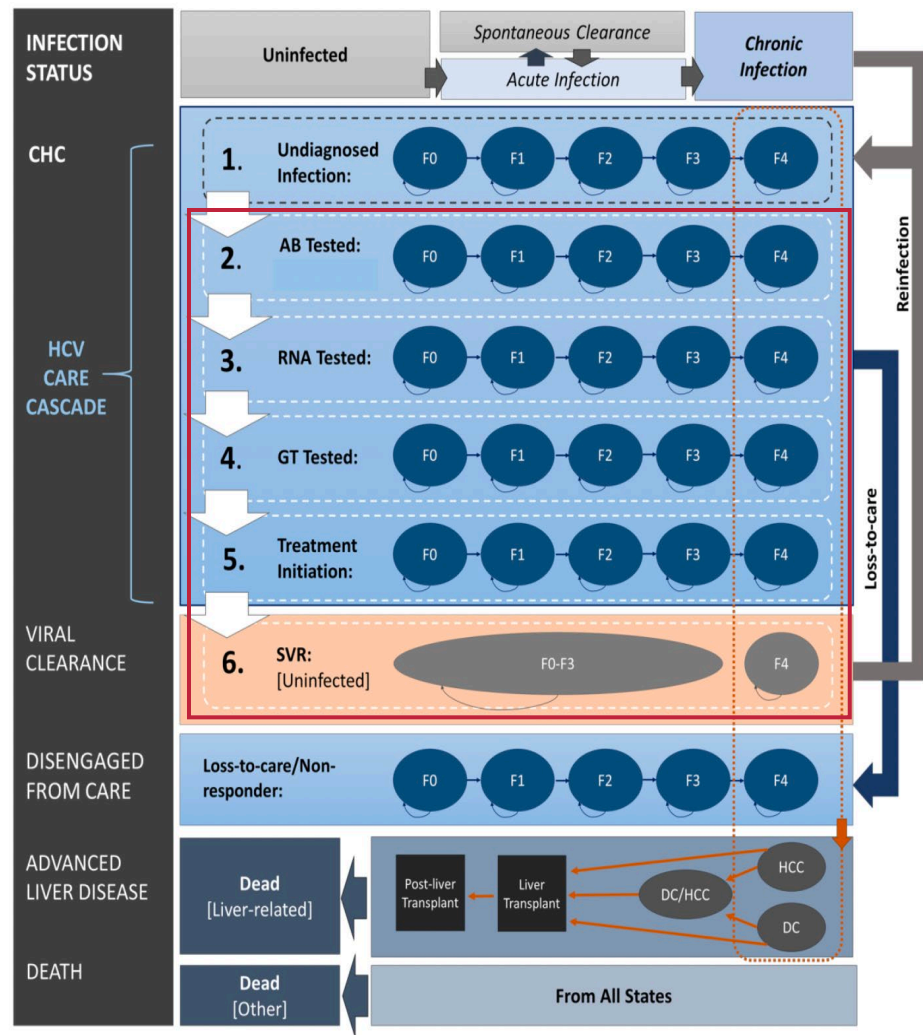 INFECTION
STATUS
Uninfected
Spontaneous Clearance
Acute Infection
Chronic
Infection
CHC
1.
Undiagnosed
Infection:
F0
F1
F2
F3
F4
2.
AB Tested:
F0
F1
F2
F3
F4
HCV
CARE
CASCADE
3.
RNA Tested:
F0
F1
F2
F3
F4
4.
GT Tested:
F0
F1
F2
F3
F4
5.
Treatment
Initiation:
F0
F1
F2
F3
F4
Reinfection
Loss-to-care
VIRAL
CLEARANCE
6.
SVR:
[Uninfected]
F0-F3
F4
DISENGAGED
FROM CARE
Loss-to-care/Non-
responder:
F0
F1
F2
F3
F4
ADVANCED
LIVER DISEASE
Dead
[Liver-related]
Post-liver
Transplant
Liver
Transplant
DC/HCC
HCC
DC
DEATH
Dead
[Other]
From All States